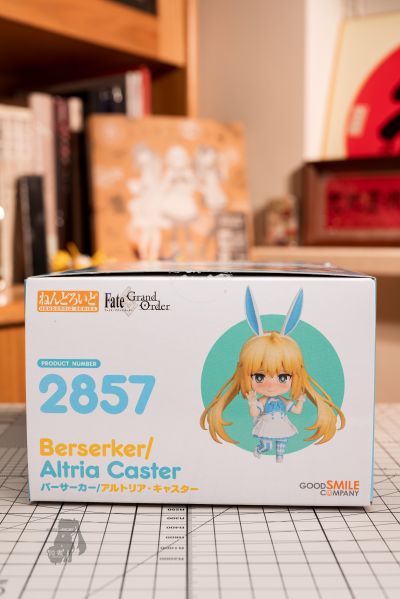 ねんどろいど
NENDOROID SERIES
Fate Grand Order
PRODUCT NUMBER
2857
Berserker/
Altria Caster
バーサーカー/アルトリア・キャスター
GOOD SMILE
COMPANY